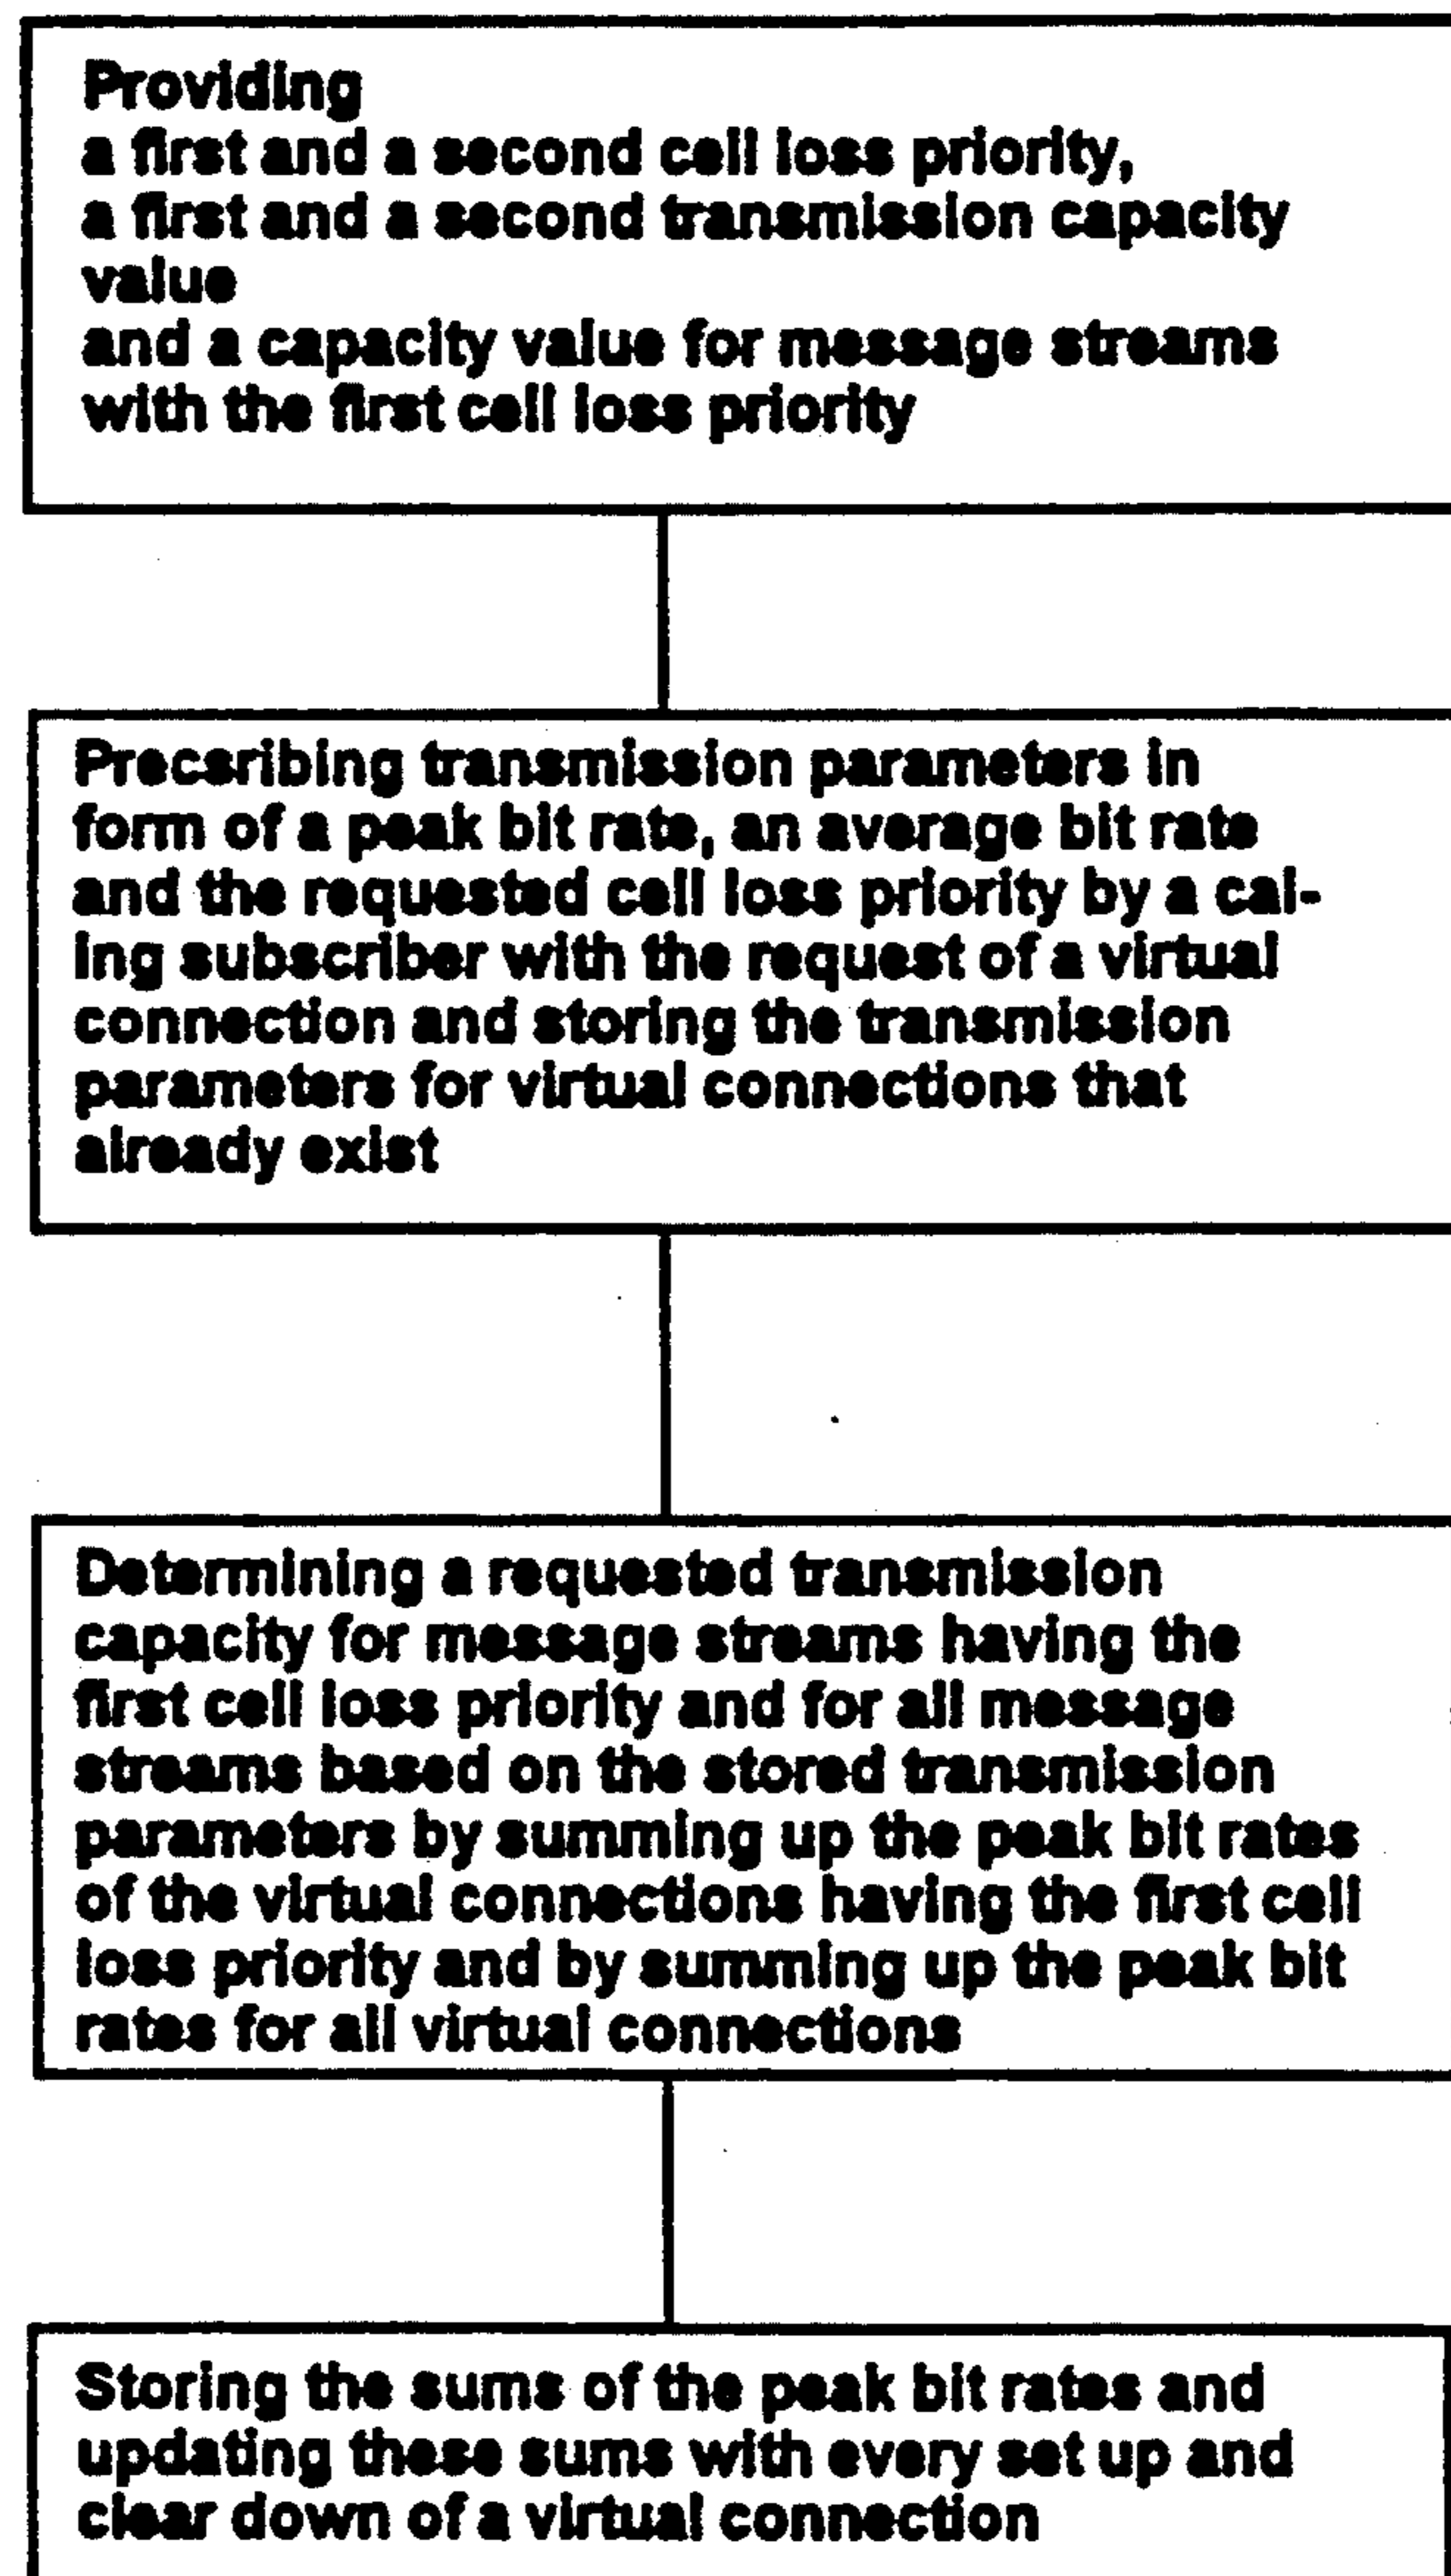 Providing
a first and a second cell loss priority,
a first and a second transmission capacity
value
and a capacity value for message streams
with the first cell loss priority
Precsribing transmission parameters in
form of a peak bit rate, an average bit rate
and the requested cell loss priority by a cal-
ing subscriber with the request of a virtual
connection and storing the transmission
parameters for virtual connections that
already exist
Determining a requested transmission
capacity for message streams having the
first cell loss priority and for all message
streams based on the stored transmission
parameters by summing up the peak bit rates
of the virtual connections having the first cell
loss priority and by summing up the peak bit
rates for all virtual connections
Storing the sums of the peak bit rates and
updating these sums with every set up and
clear down of a virtual connection